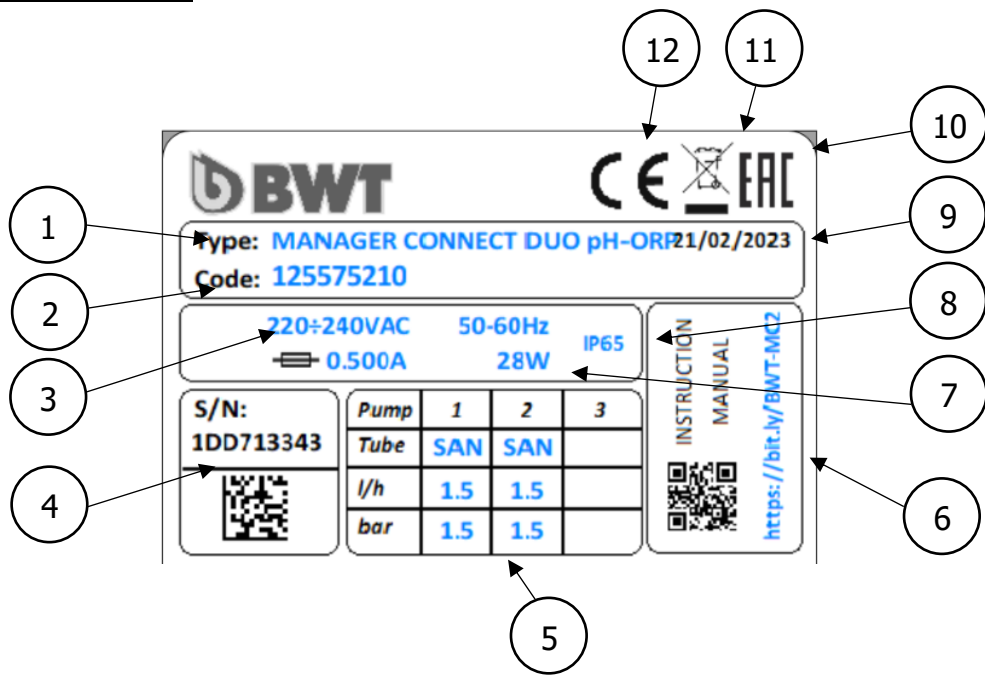 12 11
10
9
1
2
3
4
5
6
7
8
BWT
CE EAC
Type: MANAGER CONNECT DUO pH-ORP 21/02/2023
Code: 125575210
220÷240VAC 50-60Hz
IP65
0.500A 28W
S/N:
1DD713343
Pump 1 2 3
Tube SAN SAN
l/h 1.5 1.5
bar 1.5 1.5
INSTRUCTION
MANUAL
https://bit.ly/BWT-MC2